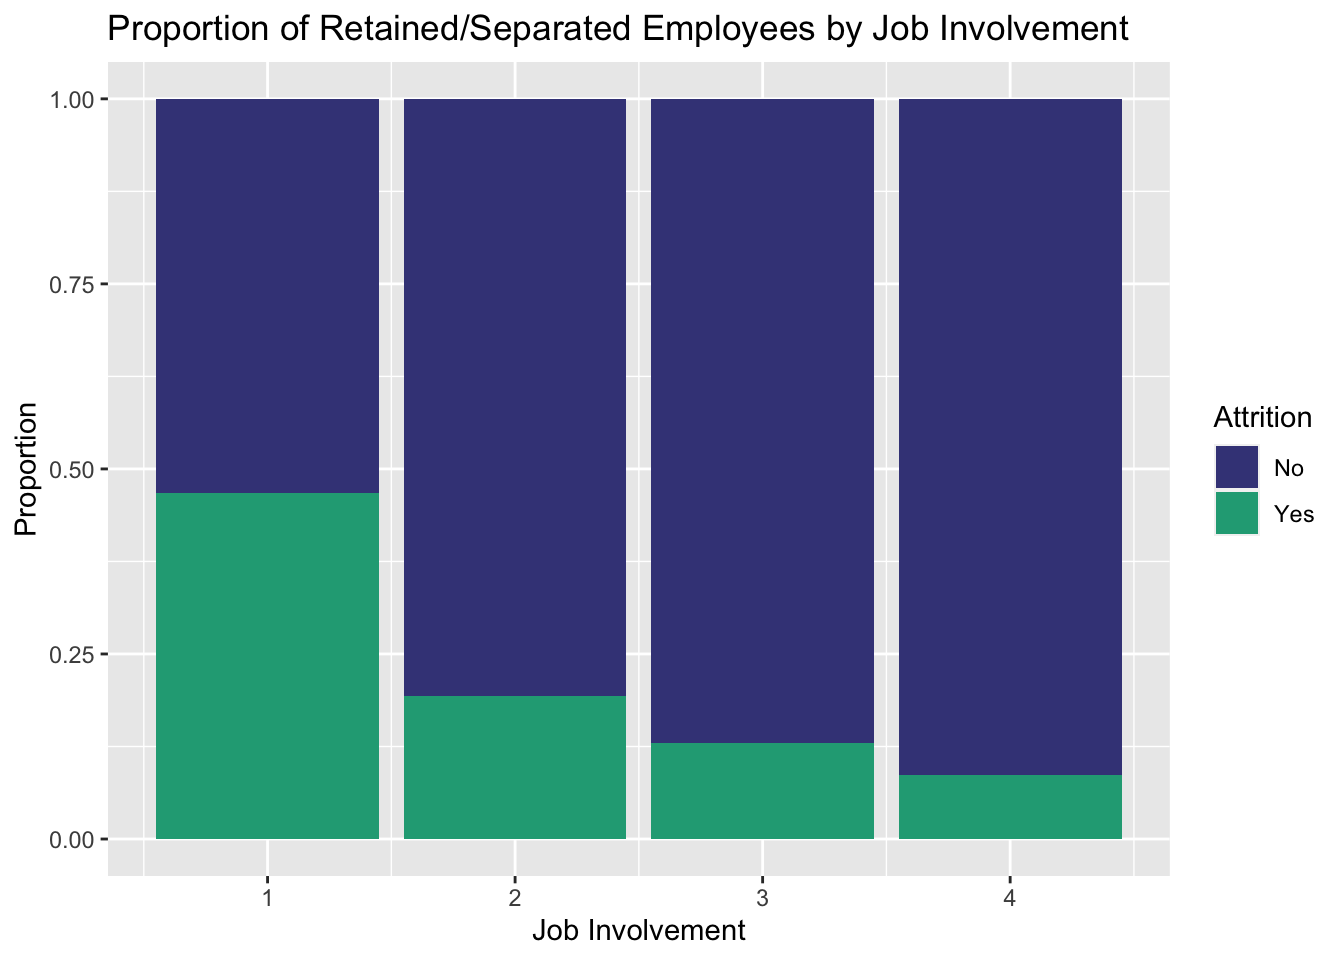 Proportion of Retained/Separated Employees by Job Involvement
1.00
0.75
0.50
0.25
0.00
Proportion
1
2
3
4
Job Involvement
Attrition
No
Yes